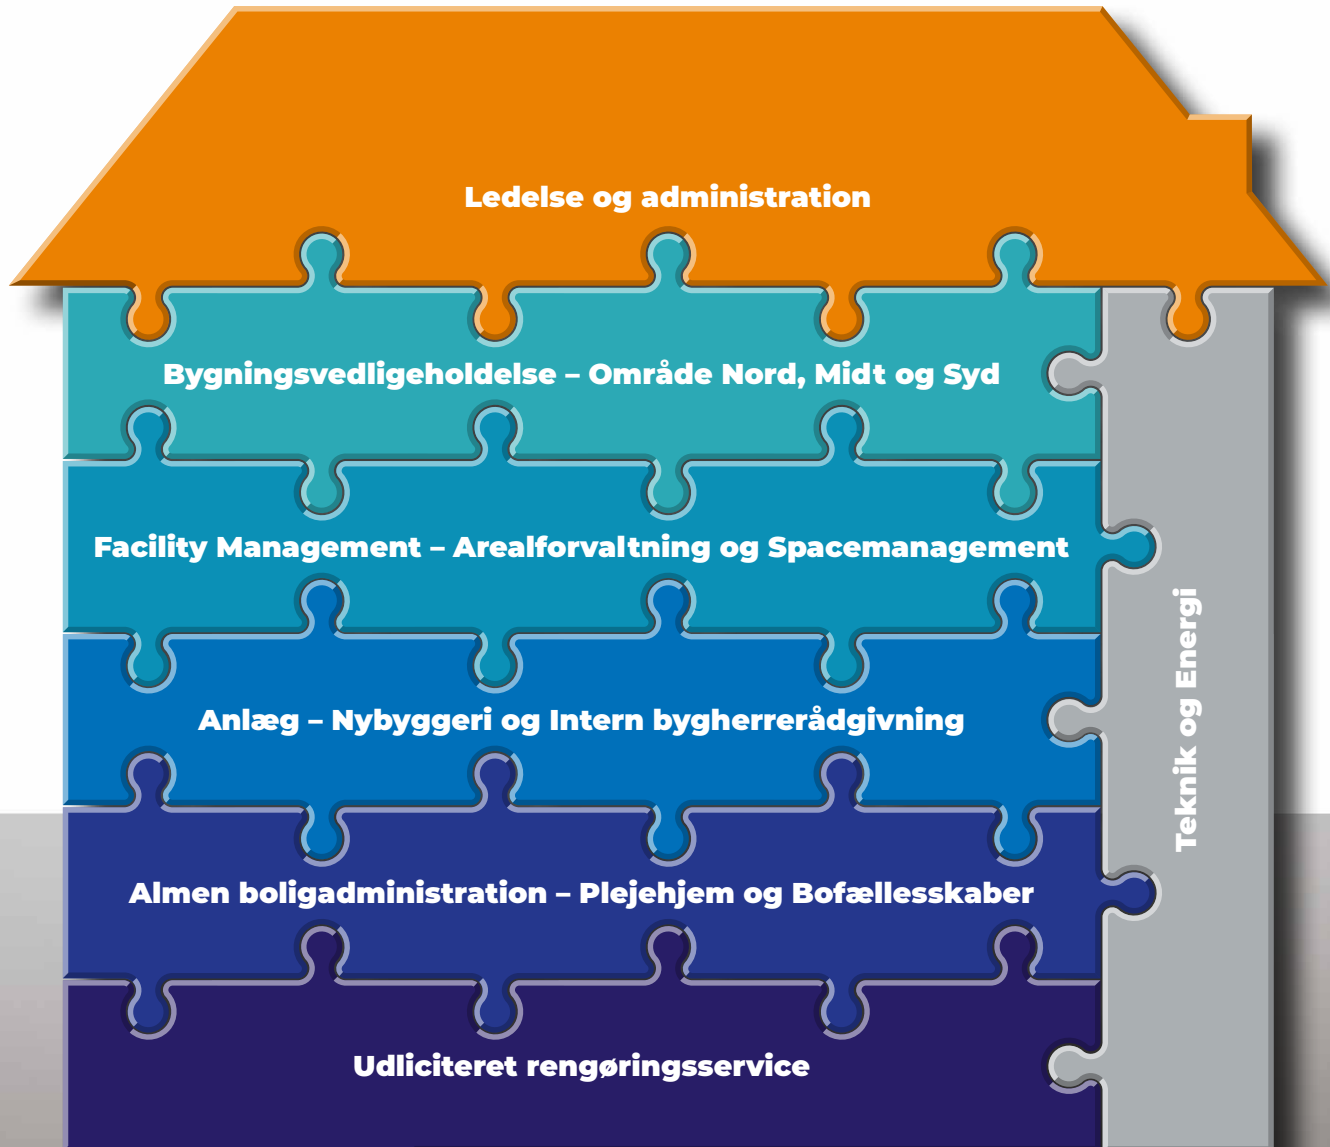 Ledelse og administration
Bygningsvedligeholdelse – Område Nord, Midt og Syd
Facility Management – Arealforvaltning og Spacemanagement
Anlæg – Nybyggeri og Intern bygherrerådgivning
Almen boligadministration – Plejehjem og Bofællesskaber
Udliciteret rengøringsservice
Teknik og Energi